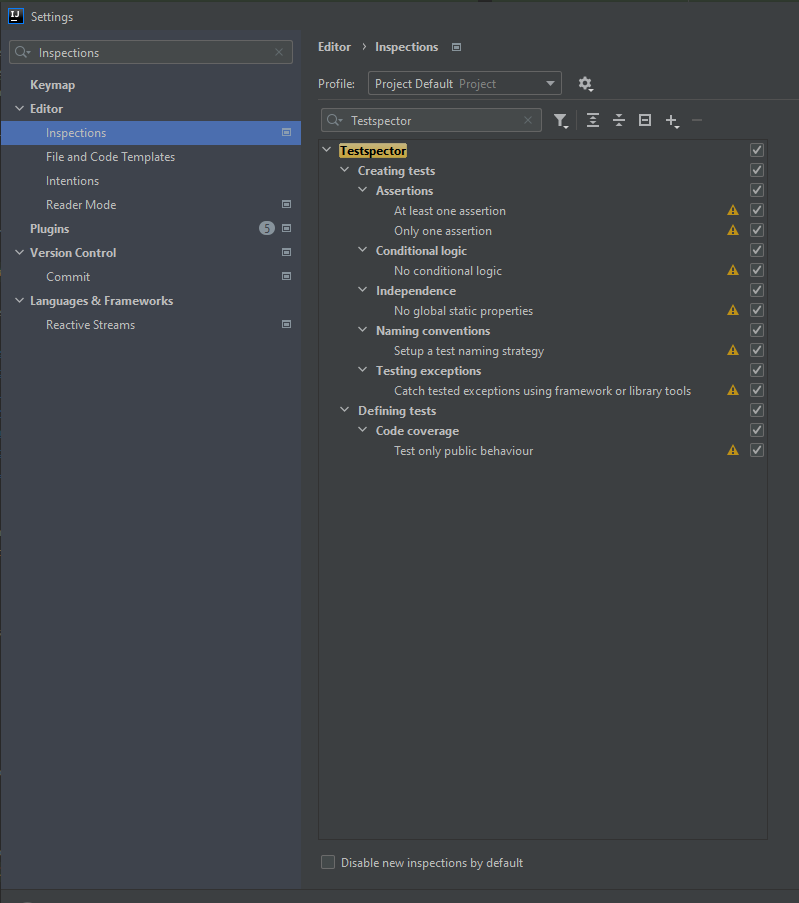 IJ
Settings
Inspections
Keymap
Editor
Inspections
File and Code Templates
Intentions
Reader Mode
Plugins 5
Version Control
Commit
Languages & Frameworks
Reactive Streams
Editor › Inspections
Profile: Project Default Project
Testspector
Testspector
Creating tests
Assertions
At least one assertion
Only one assertion
Conditional logic
No conditional logic
Independence
No global static properties
Naming conventions
Setup a test naming strategy
Testing exceptions
Catch tested exceptions using framework or library tools
Defining tests
Code coverage
Test only public behaviour
Disable new inspections by default